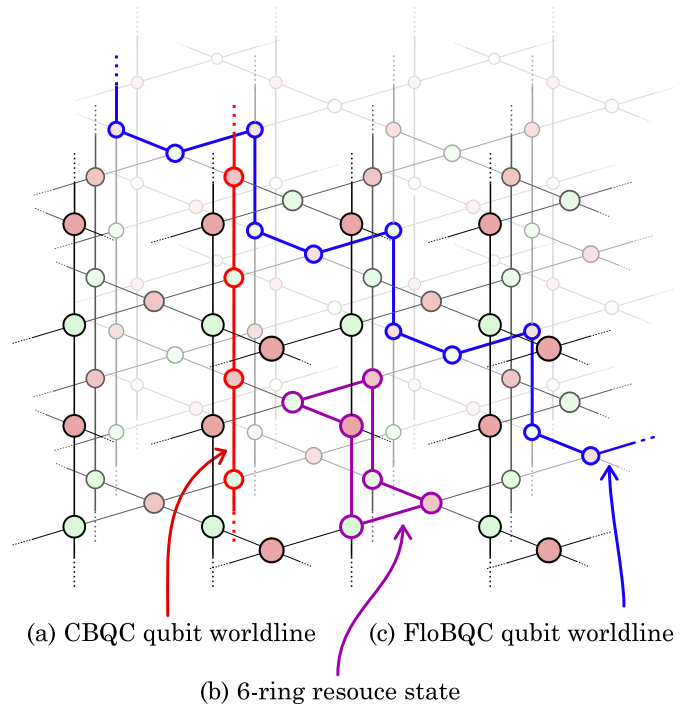 (a) CBQC qubit worldline
(c) FloBQC qubit worldline
(b) 6-ring resouce state